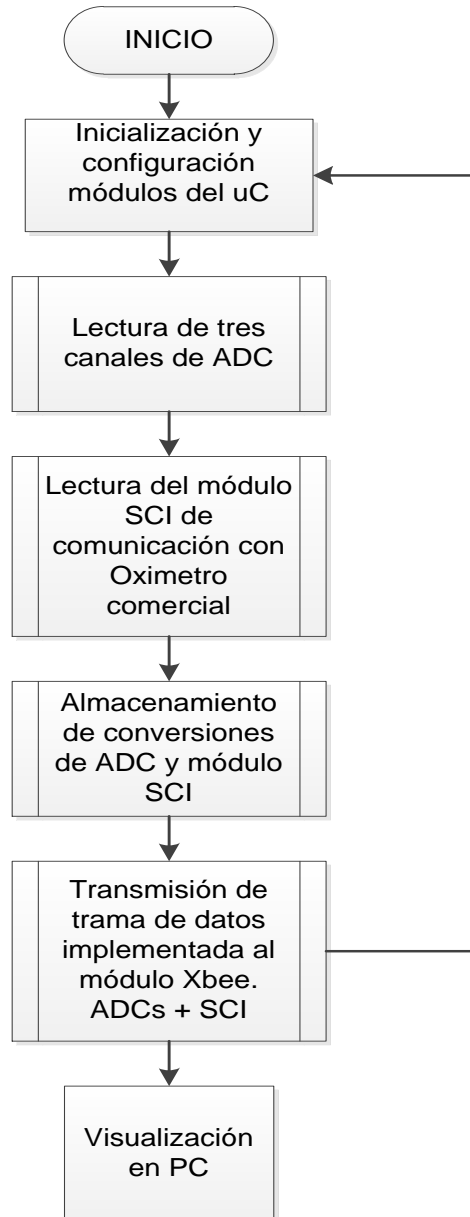 INICIO
Inicialización y
configuración
módulos del uC
Lectura de tres
canales de ADC
Lectura del módulo
SCI de
comunicación con
Oximetro
comercial
Almacenamiento
de conversiones
de ADC y módulo
SCI
Transmisión de
trama de datos
implementada al
módulo Xbee.
ADCs + SCI
Visualización
en PC